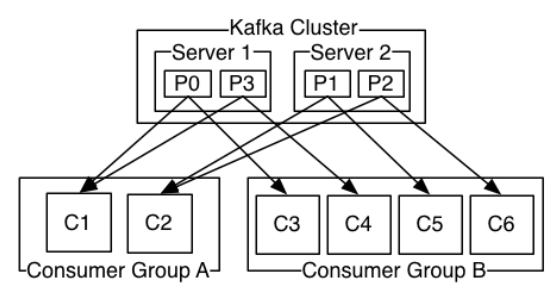 Kafka Cluster
Server 1 Server 2
P0 P3 P1 P2
C1 C2 C3 C4 C5 C6
Consumer Group A Consumer Group B